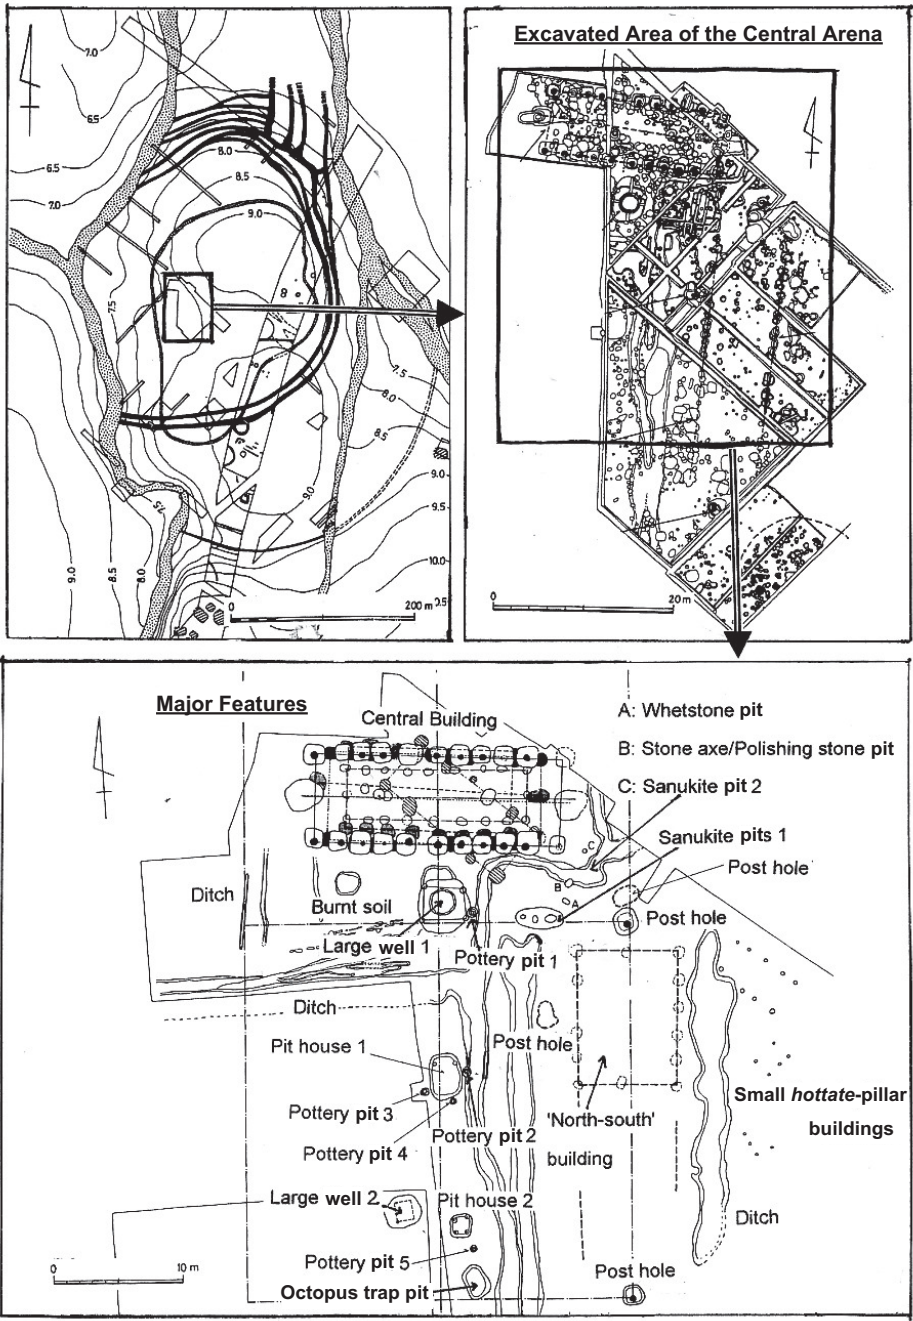 7.0
6.5
6.5
7.0
8.0
8.5
9.0
7.5
8
7.5
8.0
8.5
9.0
9.0
9.5
7.5
10.0
9.0
8.5
8.0
0
200 m
Excavated Area of the Central Arena
0
20 m
Major Features
Central Building
A: Whetstone pit
B: Stone axe/Polishing stone pit
C: Sanukite pit 2
Sanukite pits 1
C
Post hole
B
Ditch
A
Burnt soil
Post hole
Large well 1
Pottery pit 1
Ditch
Post hole
Pit house 1
Small hottate-pillar
buildings
Pottery pit 3
'North-south'
building
Pottery pit 2
Pottery pit 4
Large well 2
Pit house 2
Ditch
Pottery pit 5
Post hole
0
10 m
Octopus trap pit